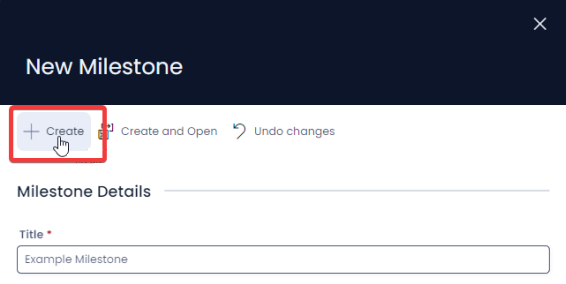 New Milestone
Create Create and Open Undo changes
Milestone Details
Title *
Example Milestone